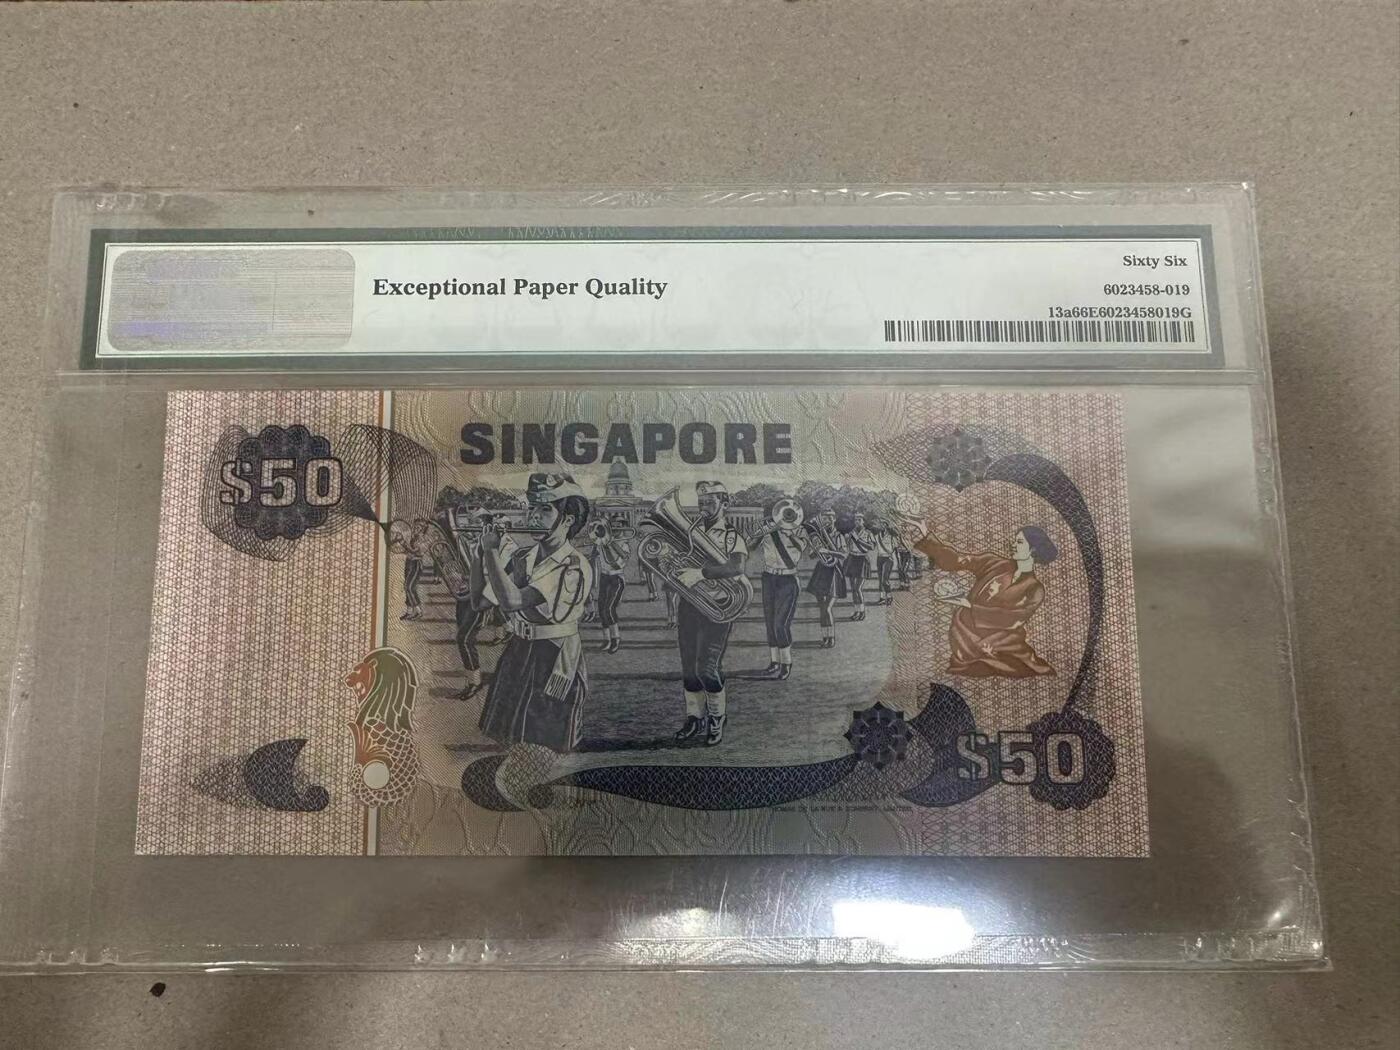 Exceptional Paper Quality
Sixty Six
6023458-019
13a66E6023458019G
$50
SINGAPORE
$50